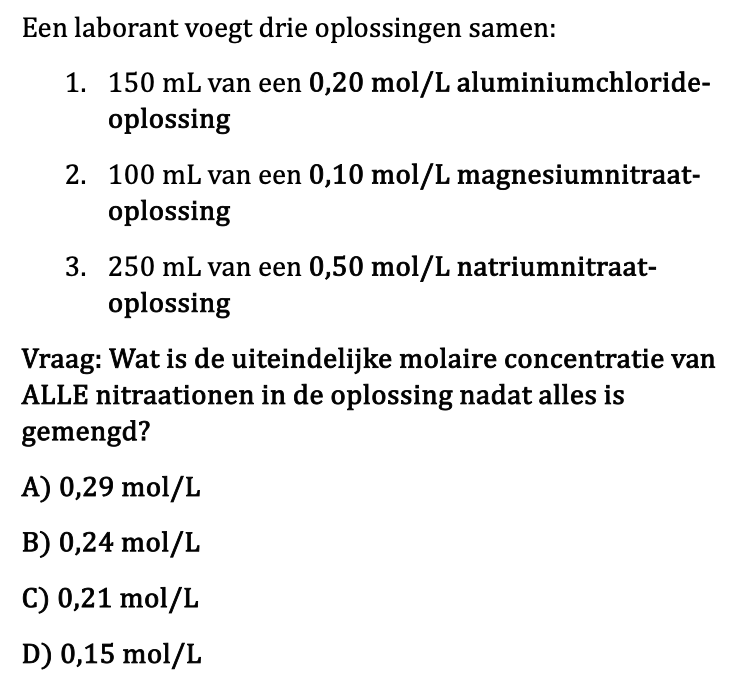 Een laborant voegt drie oplossingen samen:
1. 150 mL van een 0,20 mol/L aluminiumchloride-
oplossing
2. 100 mL van een 0,10 mol/L magnesiumnitraat-
oplossing
3. 250 mL van een 0,50 mol/L natriumnitraat-
oplossing
Vraag: Wat is de uiteindelijke molaire concentratie van
ALLE nitraationen in de oplossing nadat alles is
gemengd?
A) 0,29 mol/L
B) 0,24 mol/L
C) 0,21 mol/L
D) 0,15 mol/L